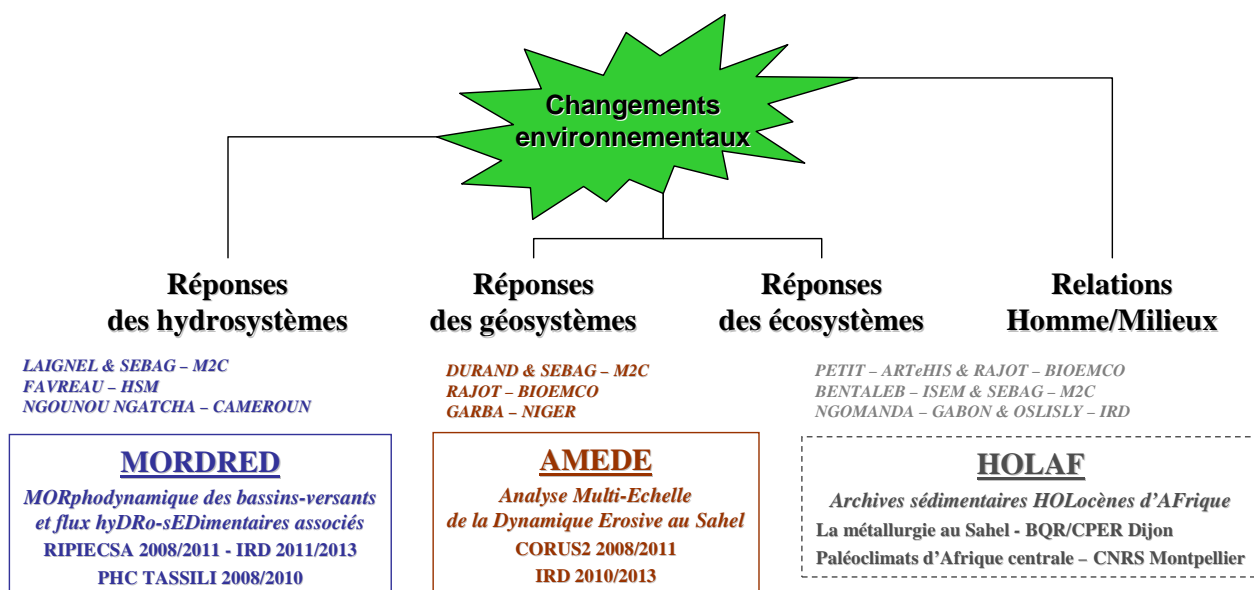 Changements
environnementaux
Réponses
des hydrosystèmes
Réponses
des géosystèmes
Réponses
des écosystèmes
Relations
Homme/Milieux
LAIGNEL & SEBAG – M2C
FAVREAU – HSM
NGOUNOU NGATCHA – CAMEROUN
DURAND & SEBAG – M2C
RAJOT – BIOEMCO
GARBA – NIGER
PETIT – ARTeHIS & RAJOT – BIOEMCO
BENTALEB – ISEM & SEBAG – M2C
NGOMANDA – GABON & OSLISLY – IRD
MORDRED
MORphodynamique des bassins-versants
et flux hyDRo-sEDimentaires associés
RIPIECSA 2008/2011 - IRD 2011/2013
PHC TASSILI 2008/2010
AMEDE
Analyse Multi-Echelle
de la Dynamique Erosive au Sahel
CORUS2 2008/2011
IRD 2010/2013
HOLAF
Archives sédimentaires HOLocènes d'AFrique
La métallurgie au Sahel - BQR/CPER Dijon
Paléoclimats d'Afrique centrale – CNRS Montpellier